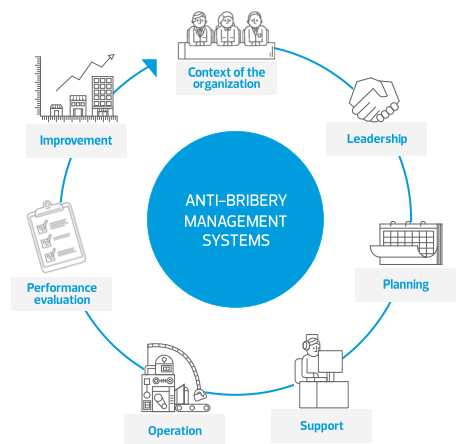 Context of the
organization
Leadership
Planning
Support
Operation
Performance
evaluation
Improvement
ANTI-BRIBERY
MANAGEMENT
SYSTEMS